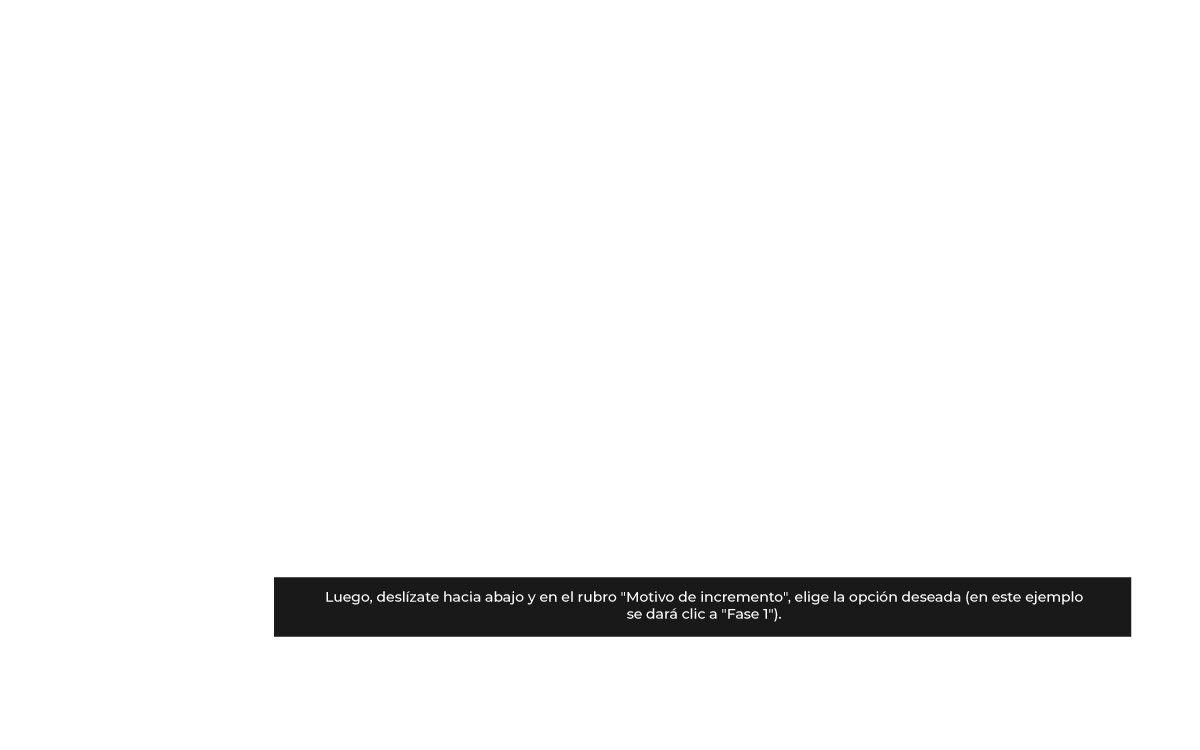 Luego, deslízate hacia abajo y en el rubro "Motivo de incremento", elige la opción deseada (en este ejemplo
se dará clic a "Fase 1").